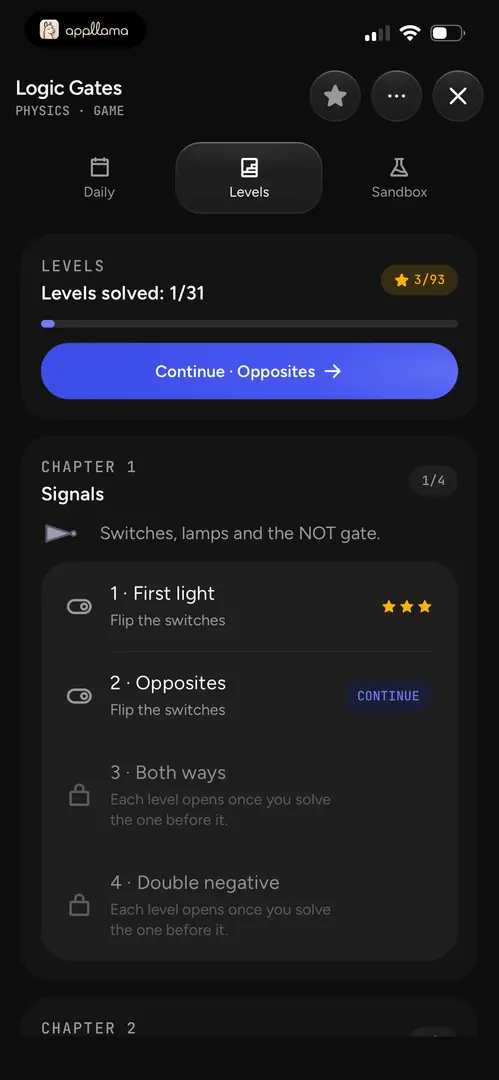 appllama
Logic Gates
PHYSICS · GAME
Daily
Levels
Sandbox
LEVELS
Levels solved: 1/31
3/93
Continue · Opposites →
CHAPTER 1
Signals
1/4
Switches, lamps and the NOT gate.
1 · First light
Flip the switches
2 · Opposites
Flip the switches
CONTINUE
3 · Both ways
Each level opens once you solve
the one before it.
4 · Double negative
Each level opens once you solve
the one before it.
CHAPTER 2